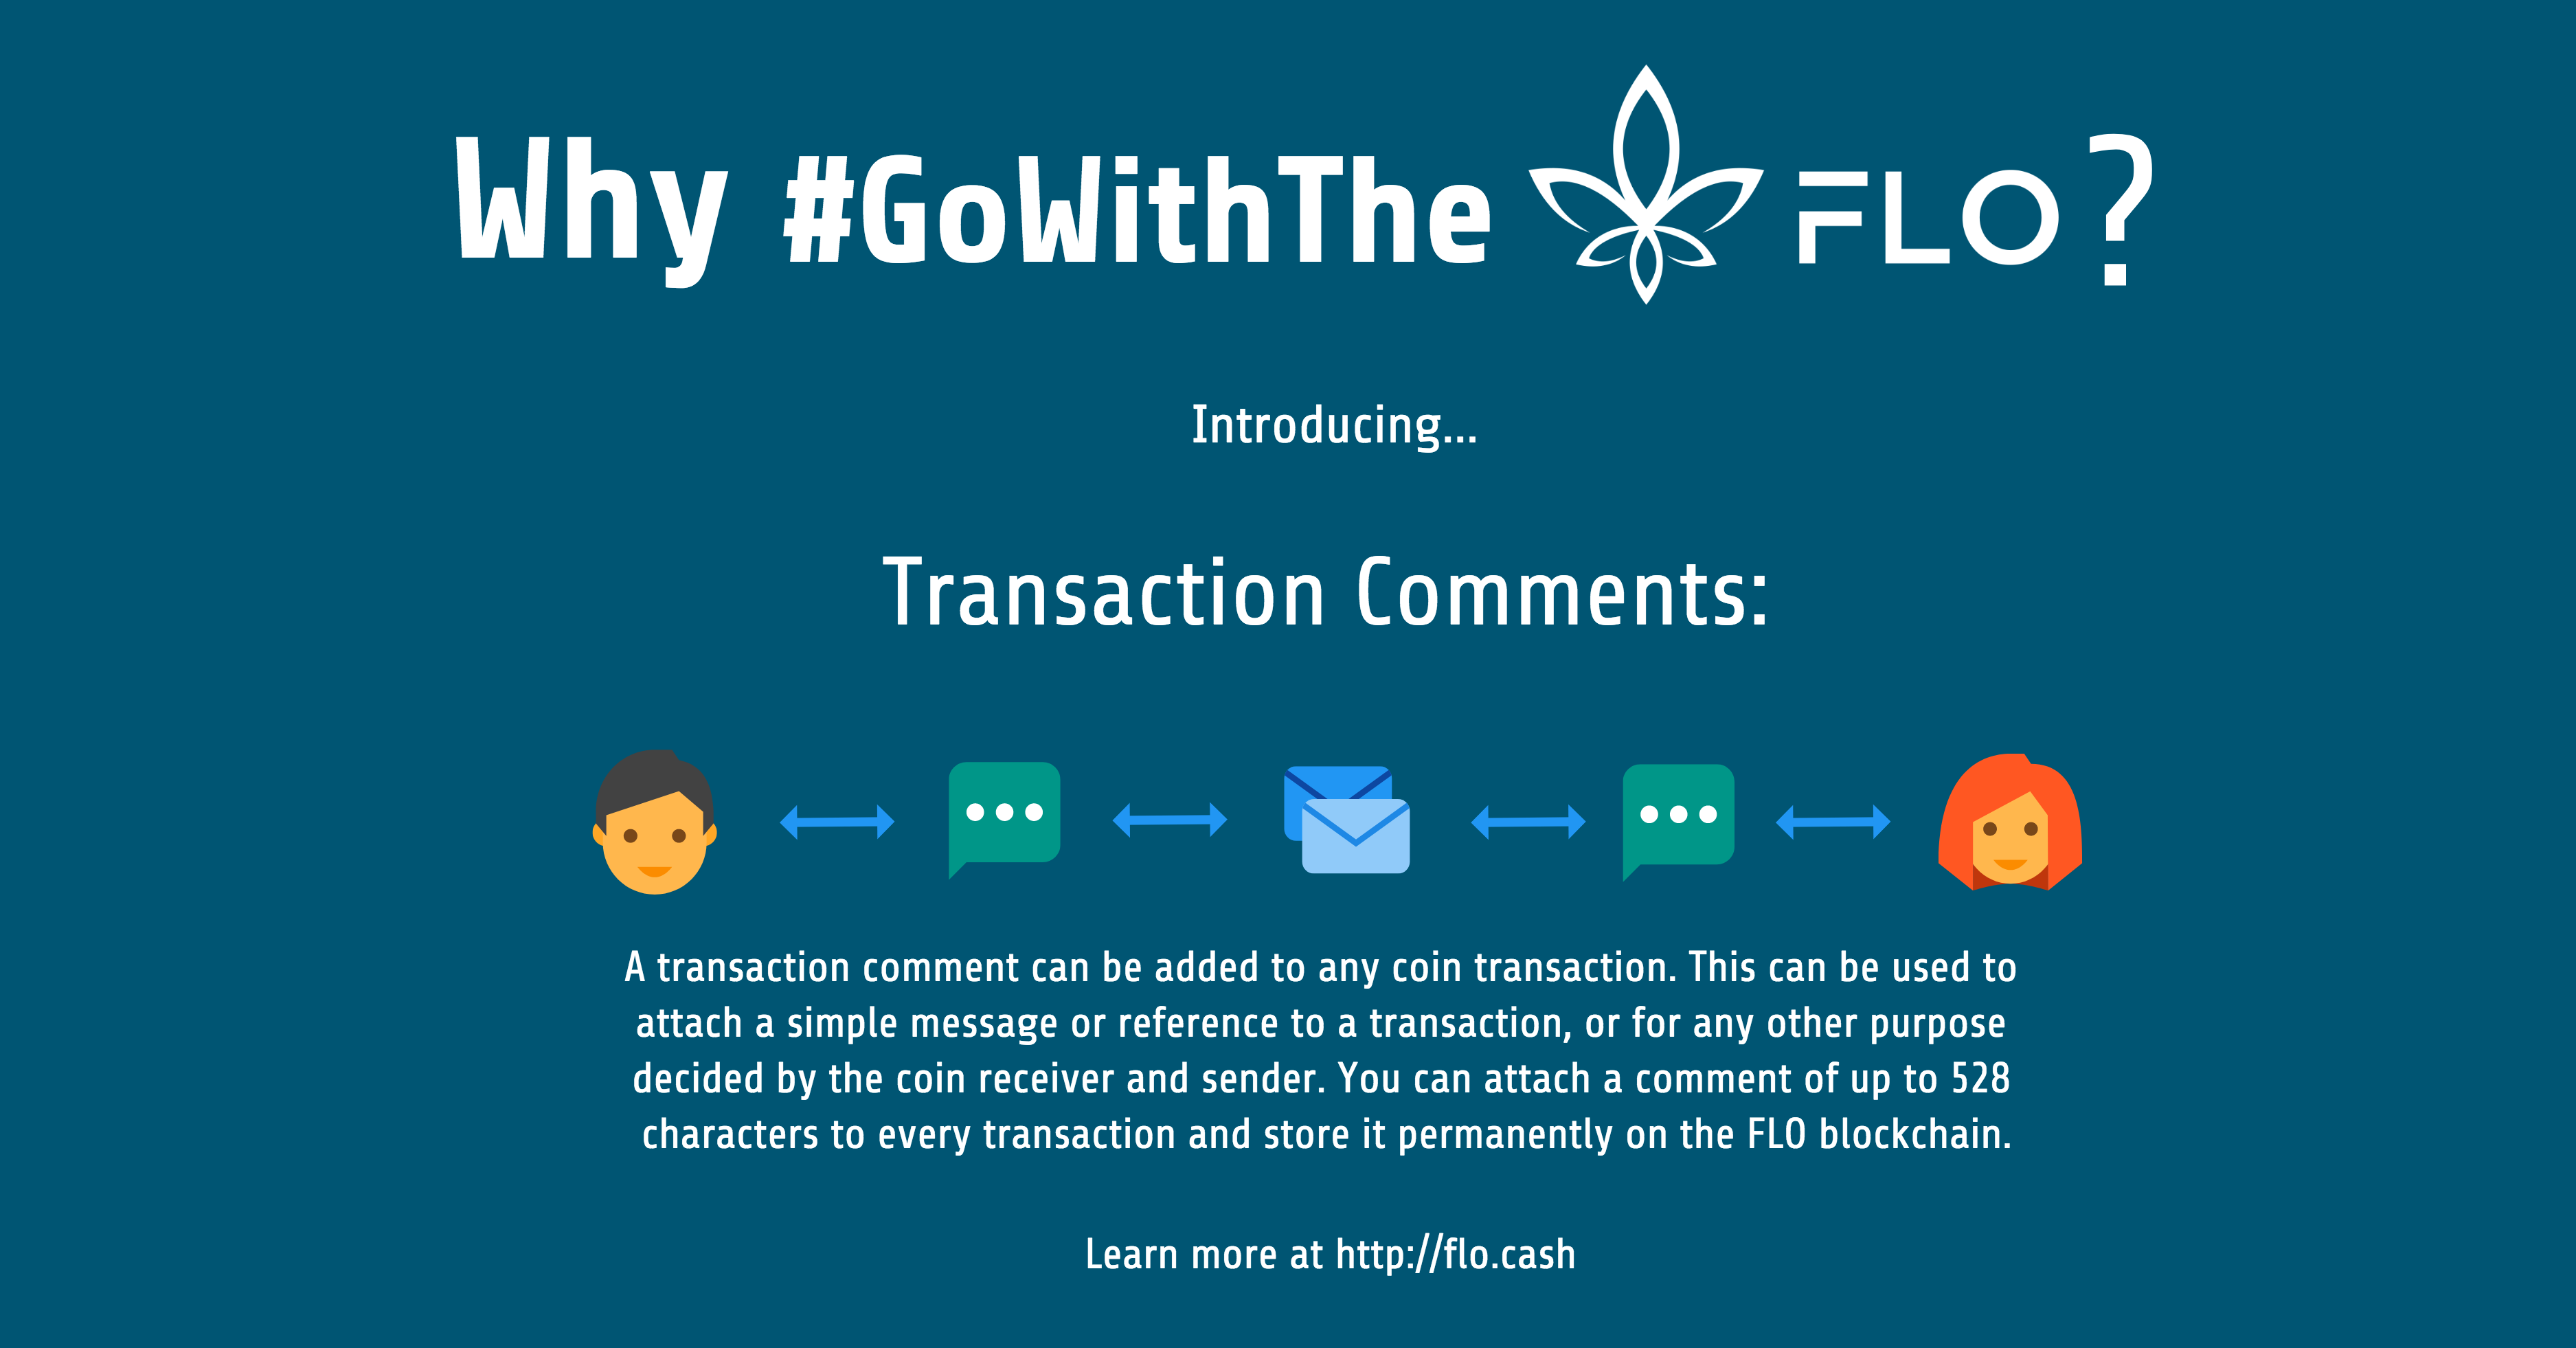 Why #GoWithThe FLO?
Introducing...
Transaction Comments:
A transaction comment can be added to any coin transaction. This can be used to
attach a simple message or reference to a transaction, or for any other purpose
decided by the coin receiver and sender. You can attach a comment of up to 528
characters to every transaction and store it permanently on the FLO blockchain.
Learn more at http://flo.cash